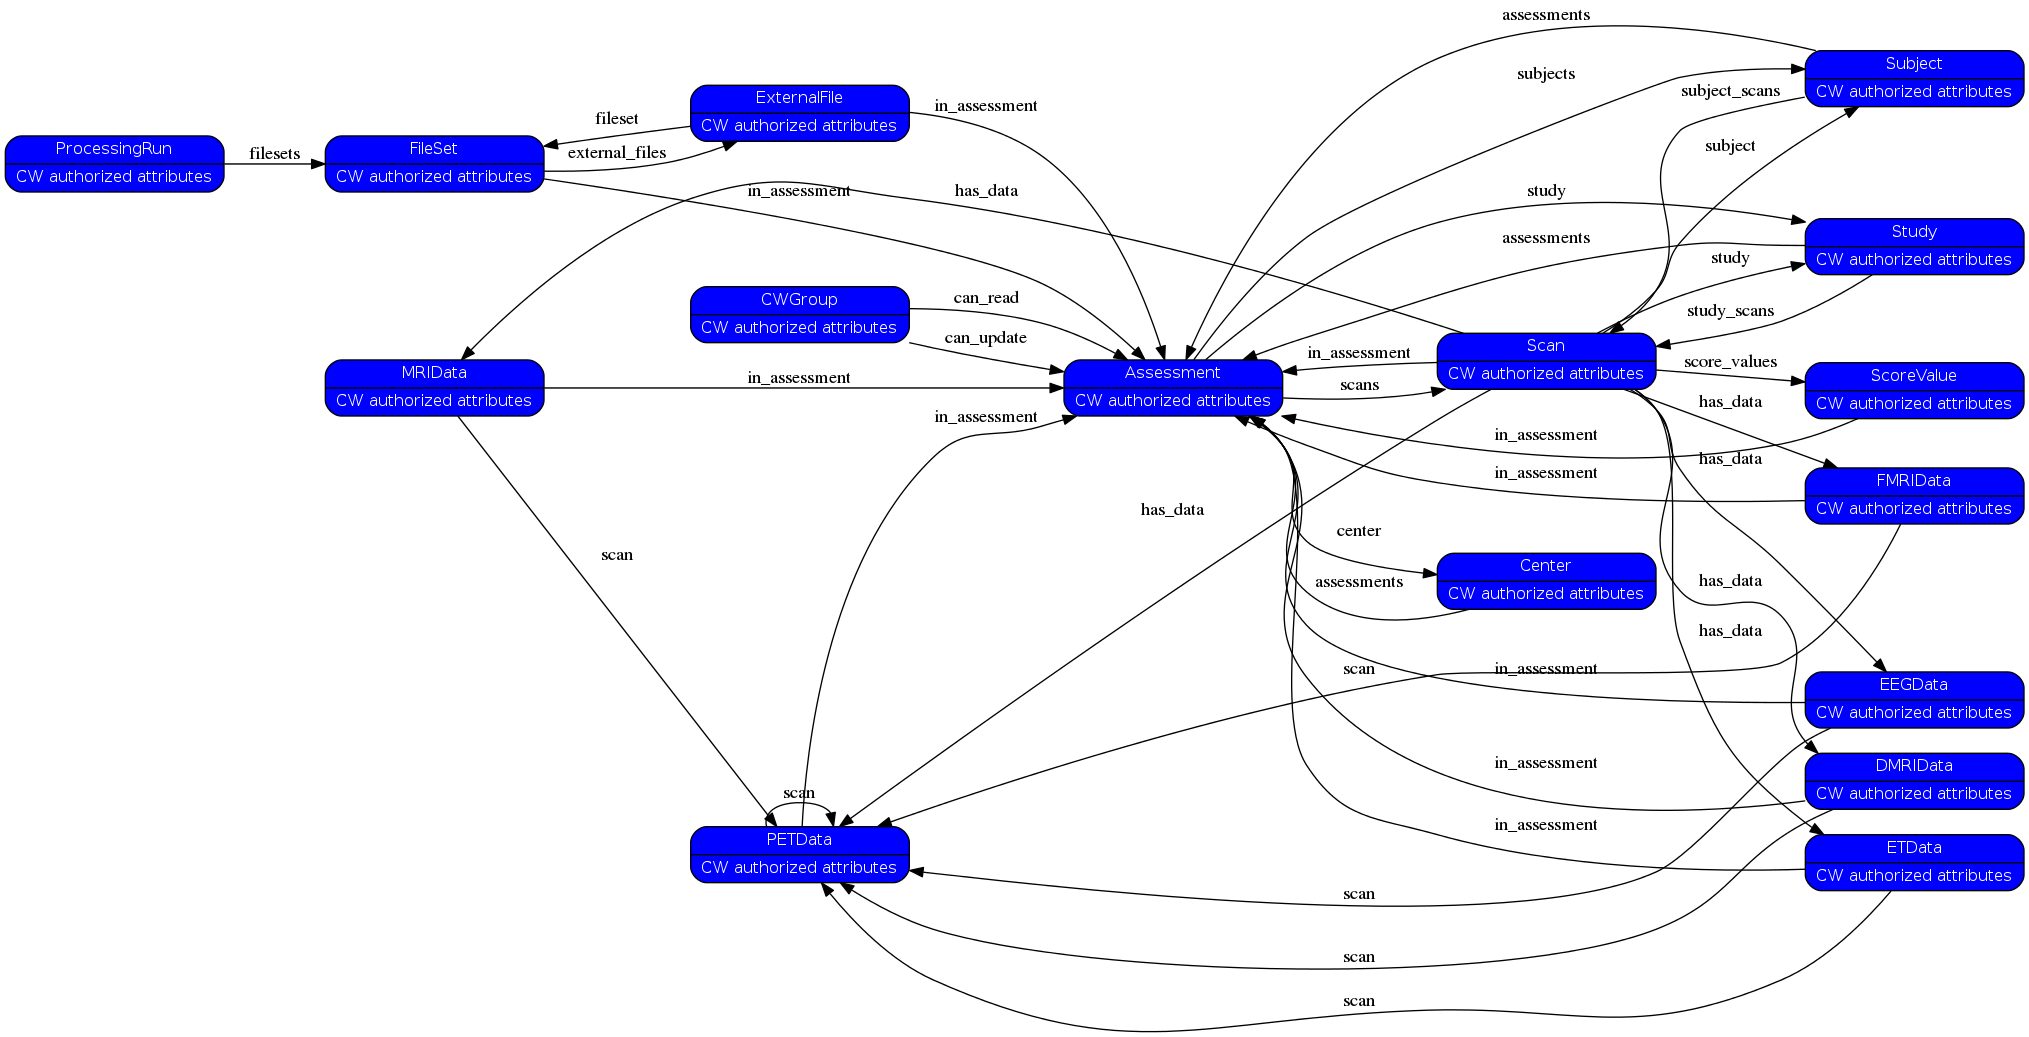 assessments
Subject
CW authorized attributes
subjects
subject_scans
ExternalFile
CW authorized attributes
in_assessment
fileset
external_files
ProcessingRun
CW authorized attributes
filesets
FileSet
CW authorized attributes
subject
in_assessment
has_data
study
Study
CW authorized attributes
assessments
study
CWGroup
CW authorized attributes
can_read
can_update
study_scans
Scan
CW authorized attributes
in_assessment
scans
score_values
ScoreValue
CW authorized attributes
MRIData
CW authorized attributes
in_assessment
Assessment
CW authorized attributes
has_data
in_assessment
in_assessment
has_data
in_assessment
FMRIData
CW authorized attributes
has_data
center
scan
Center
CW authorized attributes
assessments
has_data
has_data
scan
in_assessment
EEGData
CW authorized attributes
in_assessment
DMRIData
CW authorized attributes
scan
in_assessment
PETData
CW authorized attributes
ETData
CW authorized attributes
scan
scan
scan